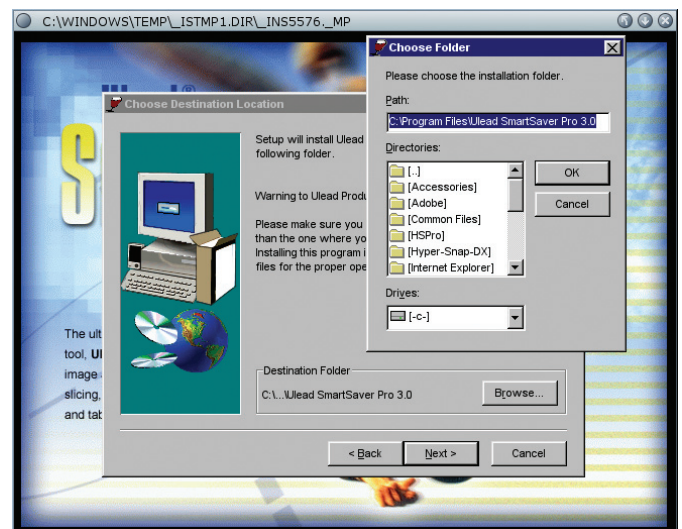 C:\WINDOWS\TEMP\_ISTMP1.DIR\_INS5576._MP
Choose Folder
Please choose the installation folder.
Path:
C:\Program Files\Ulead SmartSaver Pro 3.0
Directories:
[..]
[Accessories]
[Adobe]
[Common Files]
[HSPro]
[Hyper-Snap-DX]
[Internet Explorer]
OK
Cancel
Drives:
[-c-]
Choose Destination Location
Setup will install Ulead
following folder.
Warning to Ulead Produ
Please make sure you
than the one where yo
Installing this program i
files for the proper ope
Destination Folder
C:\...\Ulead SmartSaver Pro 3.0
Browse...
< Back
Next >
Cancel
S
The ult
tool, Ul
image
slicing,
and tab